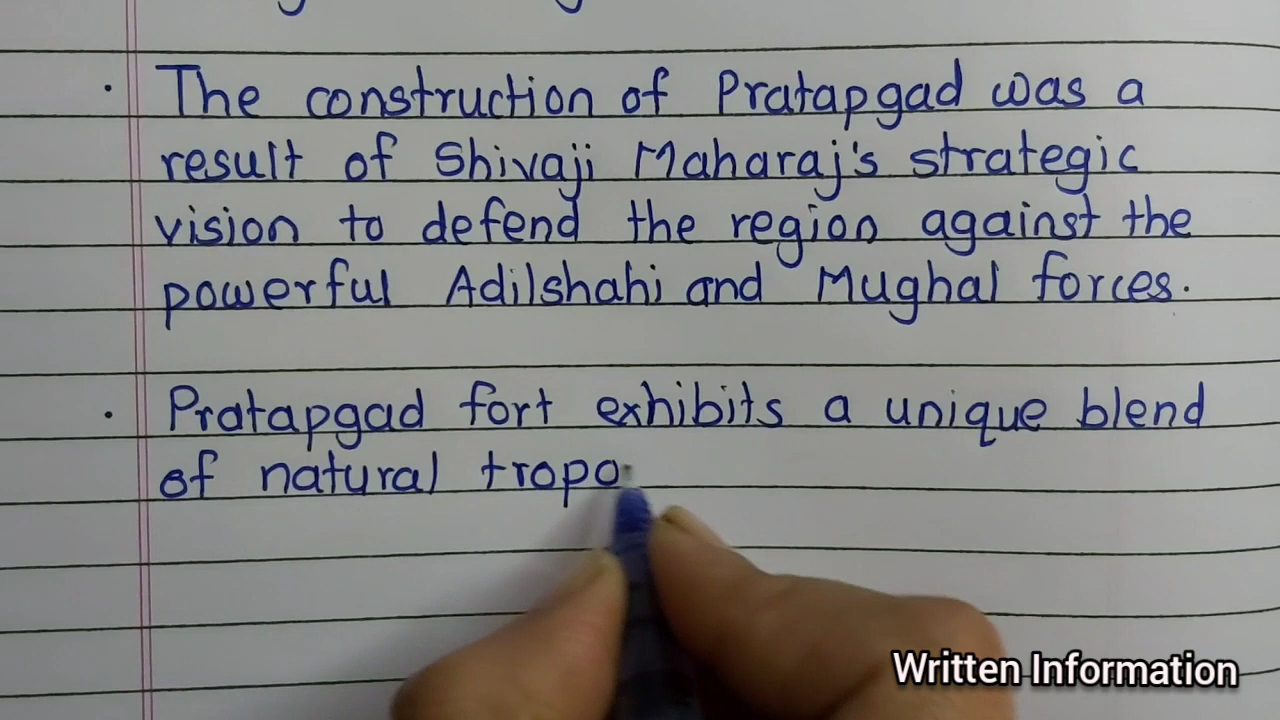 . The construction of Pratapgad was a
result of Shivaji Maharaj's strategic
vision to defend the region against the
powerful Adilshahi and Mughal forces.
. Pratapgad fort exhibits a unique blend
of natural tropo
Written Information